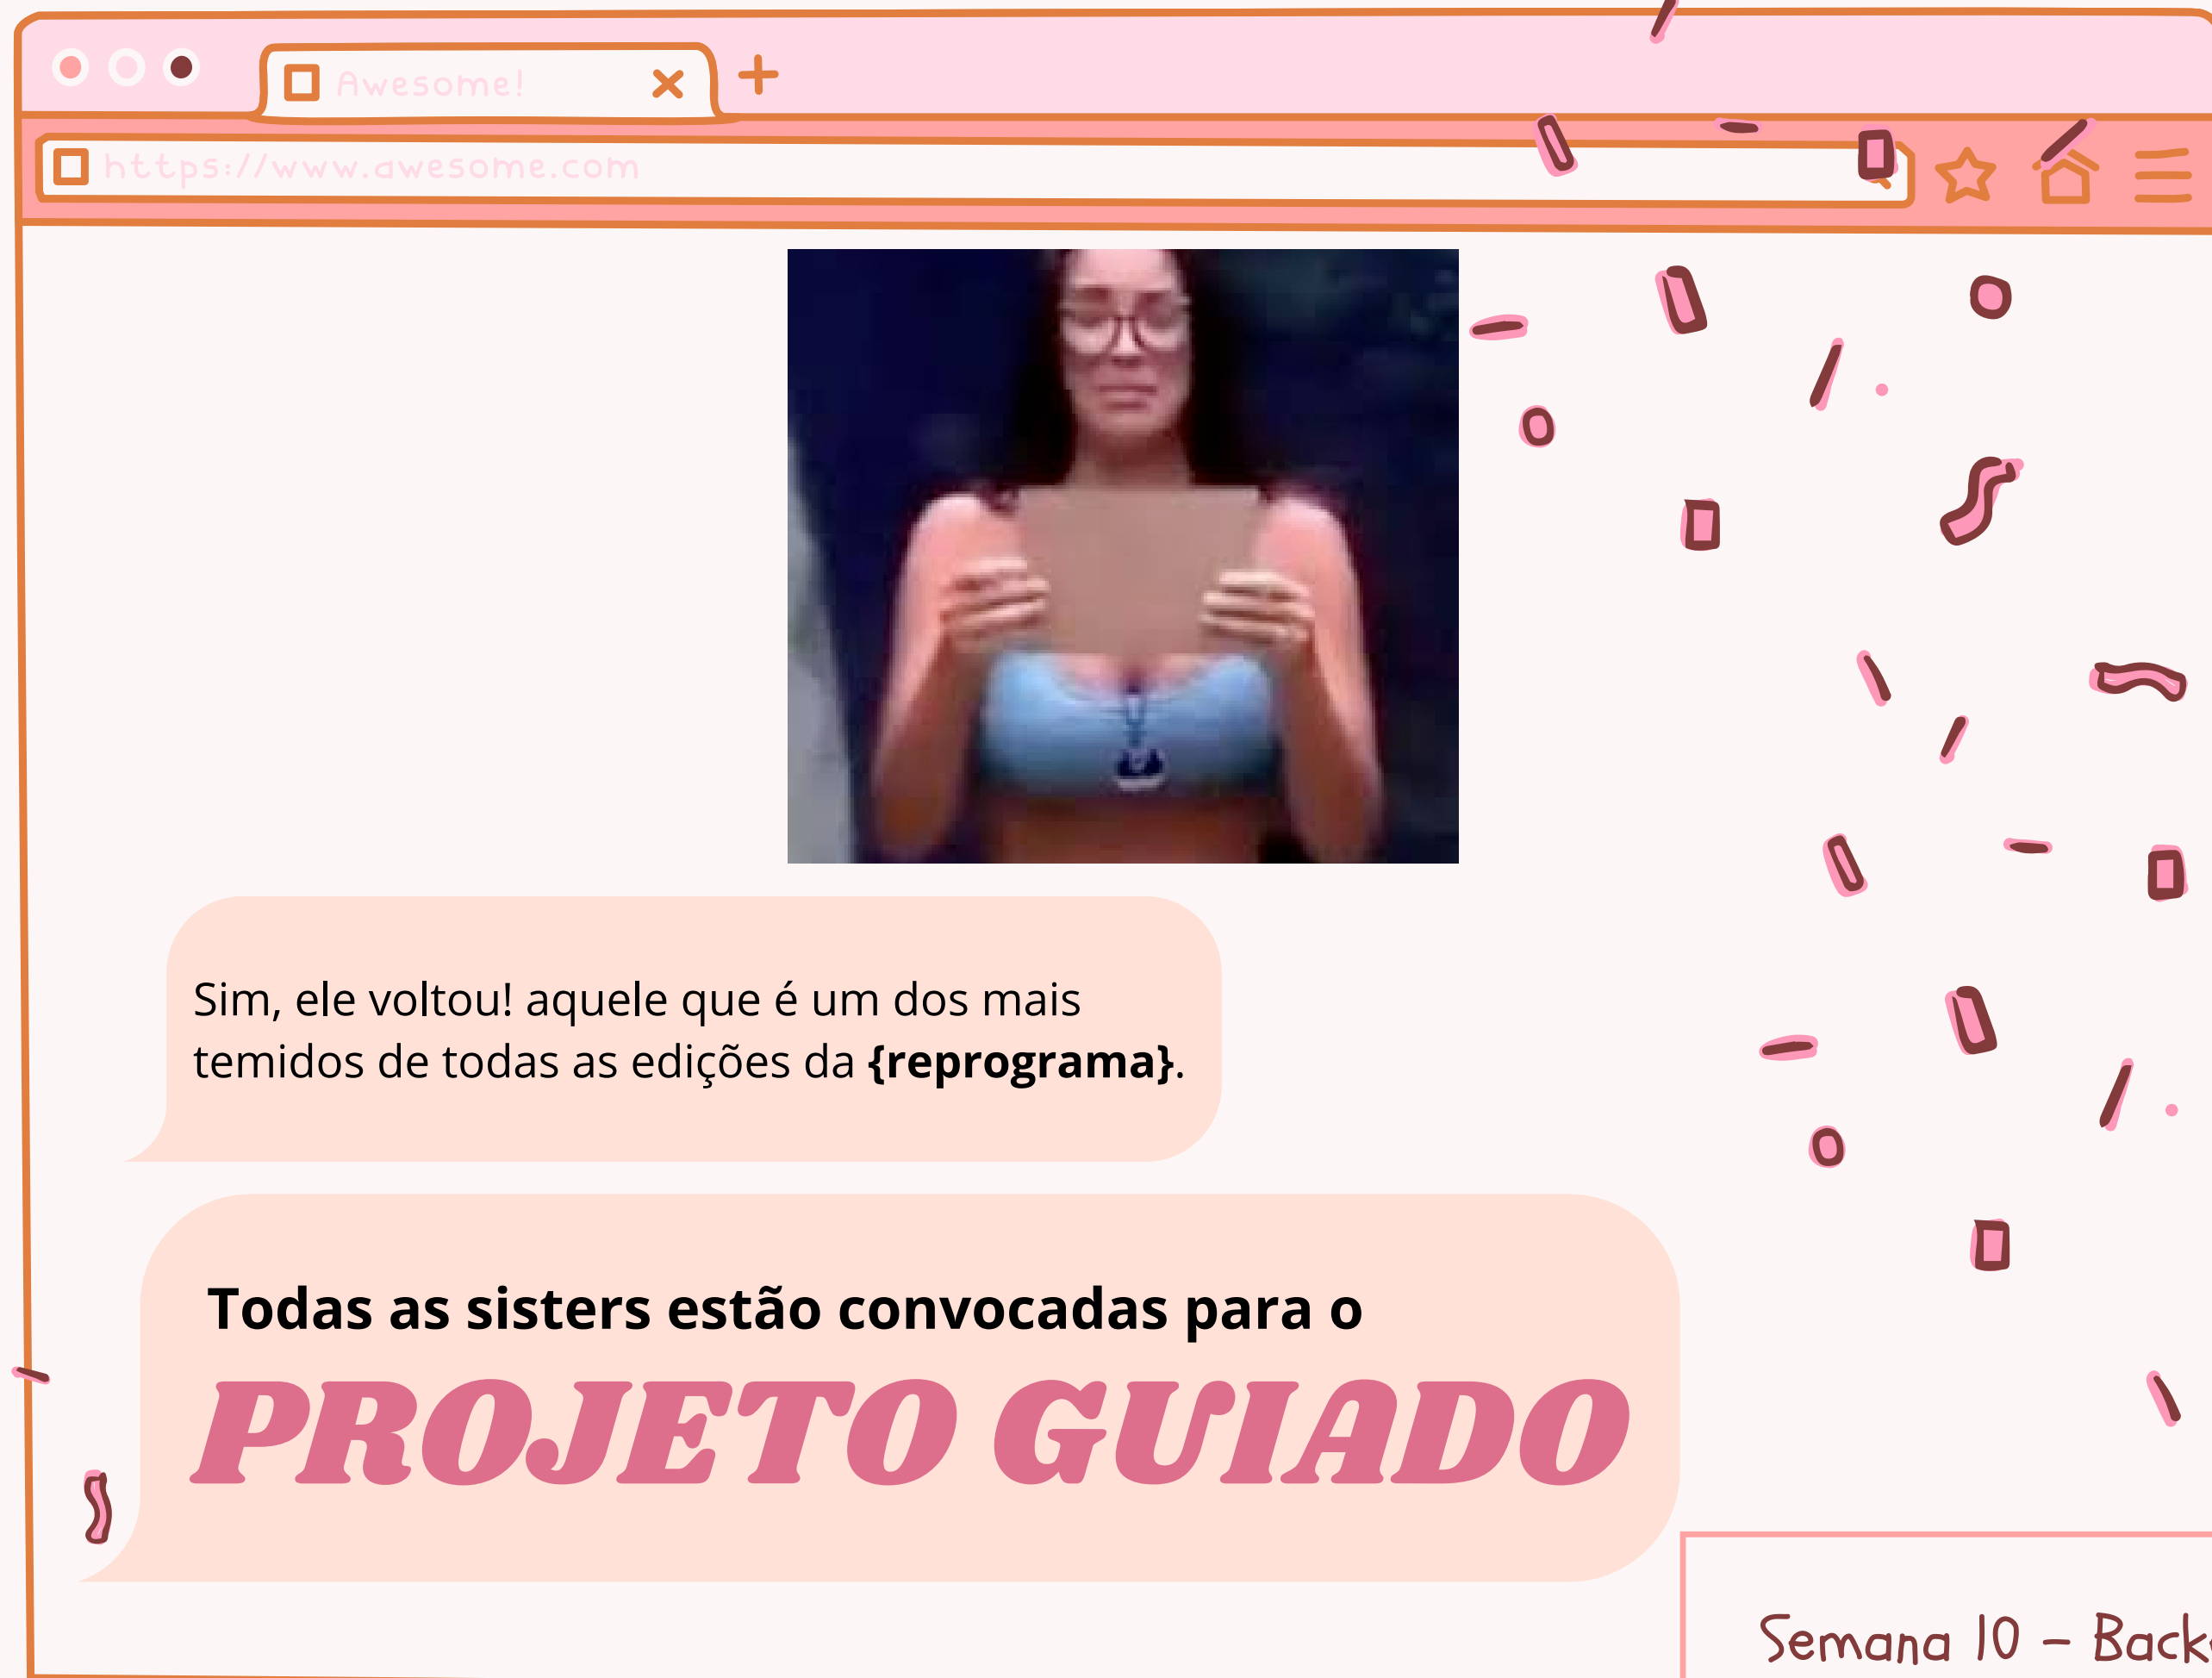 Awesome!
https://www.awesome.com
Sim, ele voltou! aquele que é um dos mais
temidos de todas as edições da {reprograma}.
Todas as sisters estão convocadas para o
PROJETO GUIADO
Semana 10 - Back